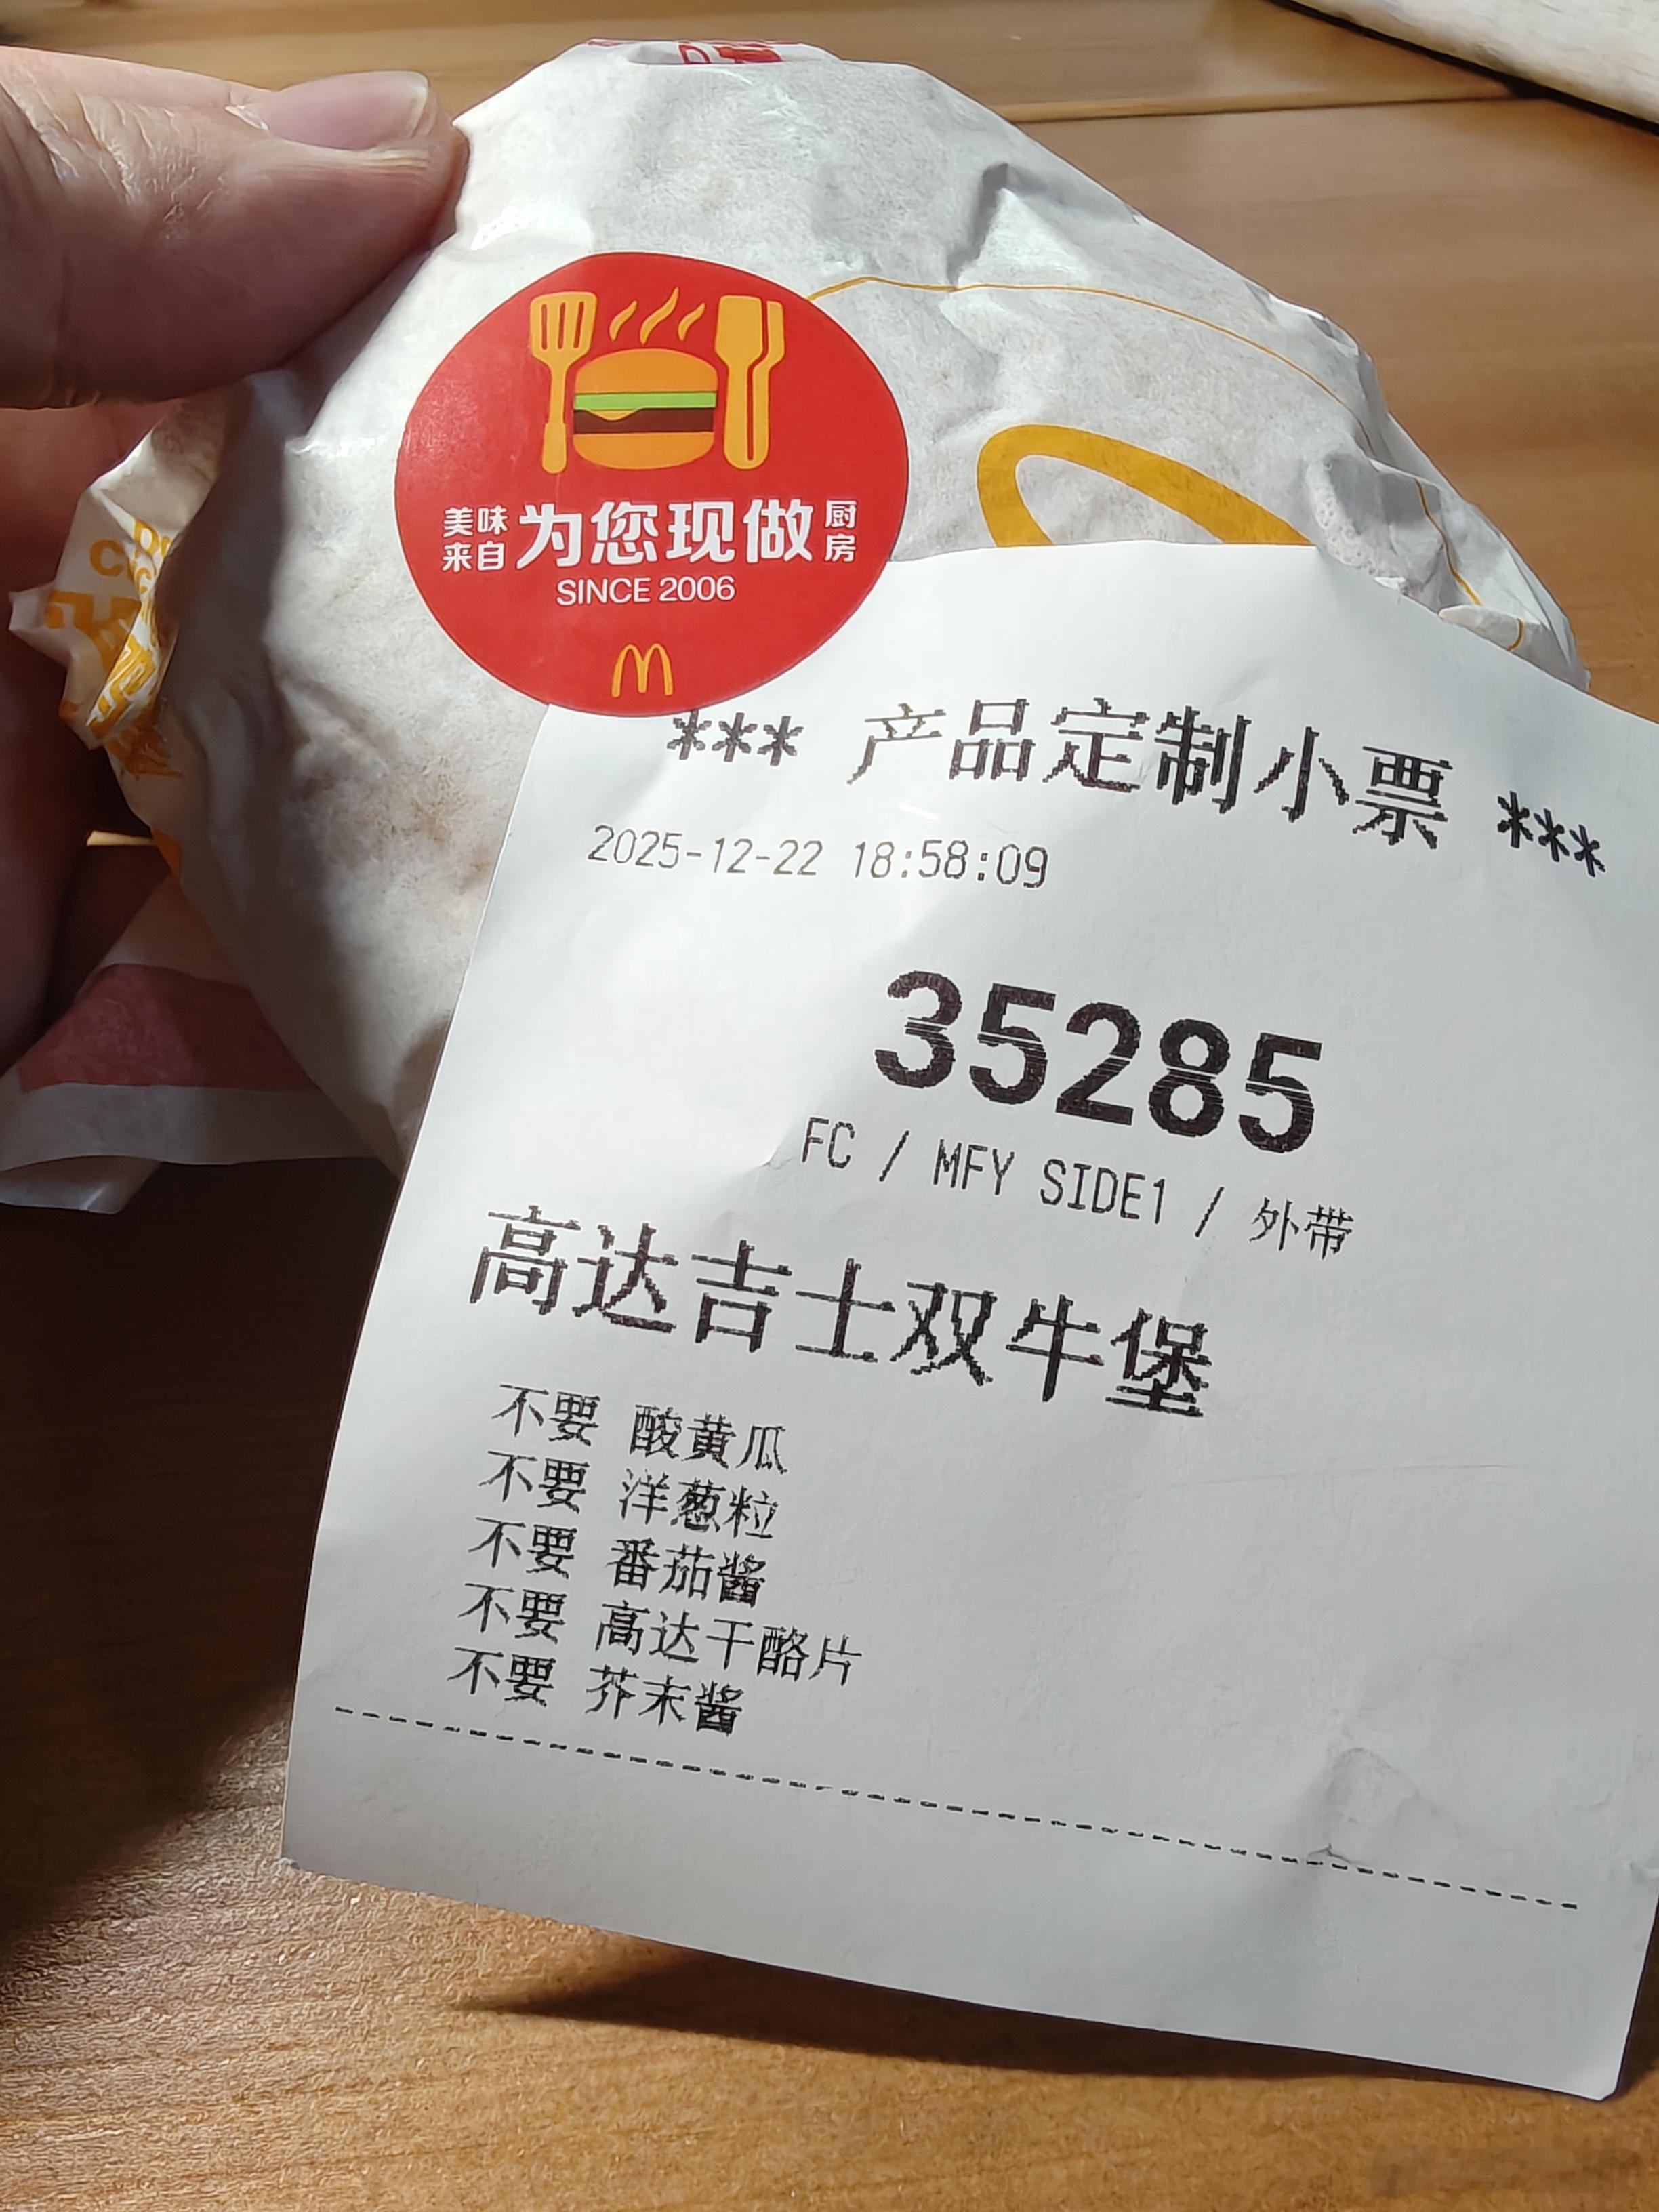 美味 为您现做 厨
来自 房
SINCE 2006
*** 产品定制小票 ***
2025-12-22 18:58:09
35285
FC / MFY SIDE1 / 外带
高达吉士双牛堡
不要 酸黄瓜
不要 洋葱粒
不要 番茄酱
不要 高达干酪片
不要 芥末酱